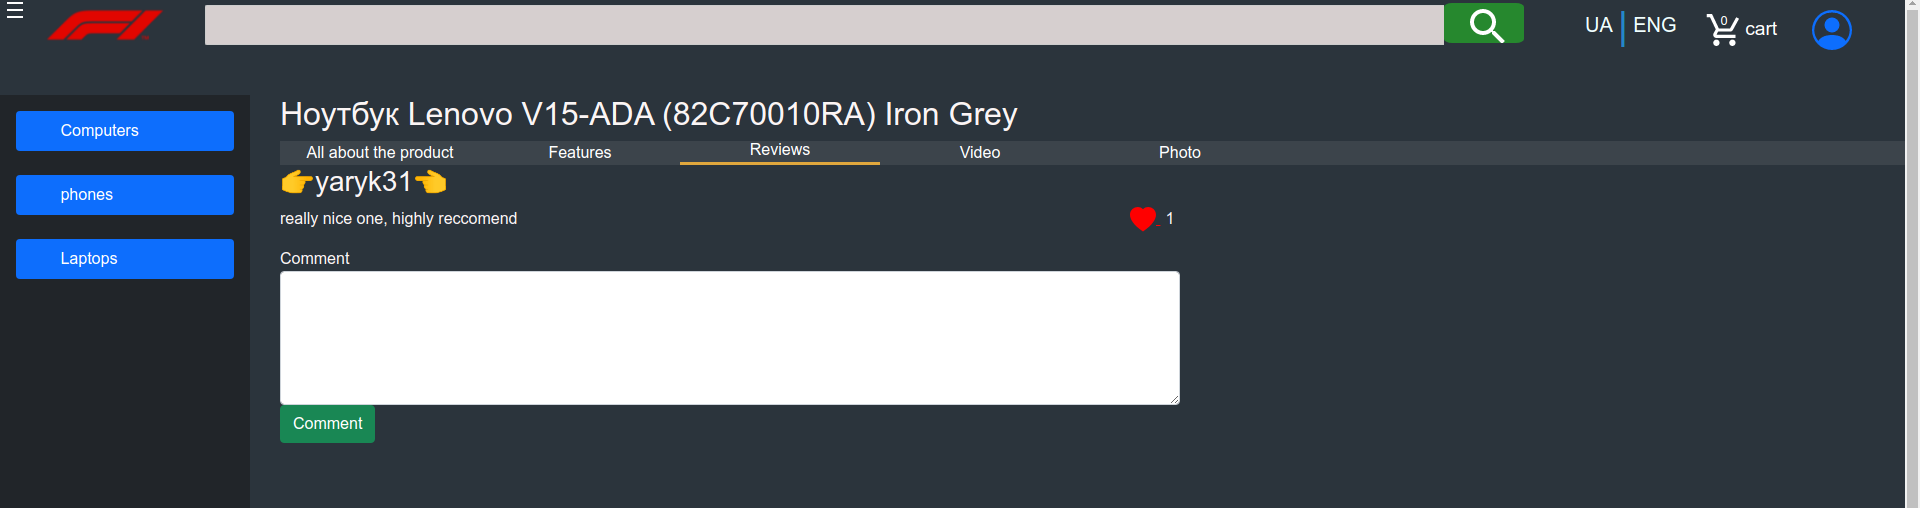 UA ENG 0 cart
Computers
phones
Laptops
Ноутбук Lenovo V15-ADA (82C70010RA) Iron Grey
All about the product Features Reviews Video Photo
👉yaryk31👈
really nice one, highly reccomend 1
Comment
Comment